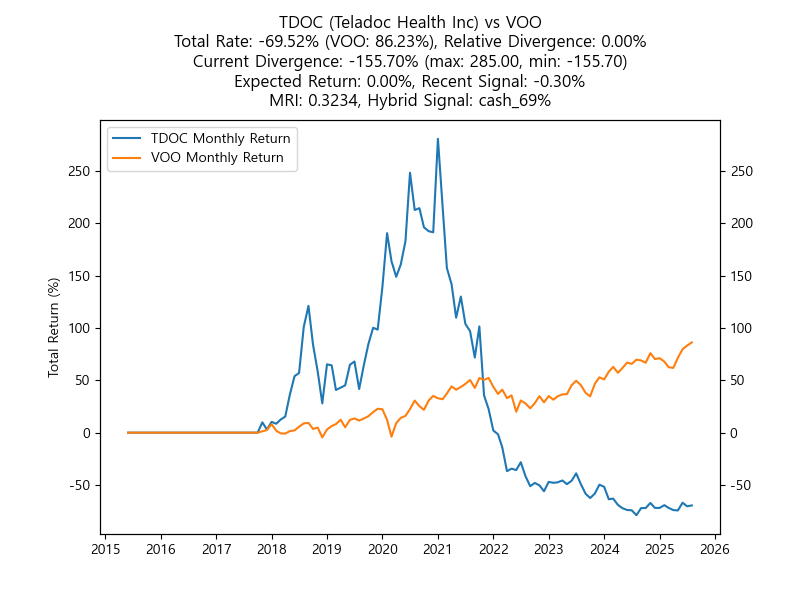 TDOC (Teladoc Health Inc) vs VOO
Total Rate: -69.52% (VOO: 86.23%), Relative Divergence: 0.00%
Current Divergence: -155.70% (max: 285.00, min: -155.70)
Expected Return: 0.00%, Recent Signal: -0.30%
MRI: 0.3234, Hybrid Signal: cash_69%
TDOC Monthly Return
VOO Monthly Return
Total Return (%)
250
200
150
100
50
0
-50
250
200
150
100
50
0
-50
2015 2016 2017 2018 2019 2020 2021 2022 2023 2024 2025 2026